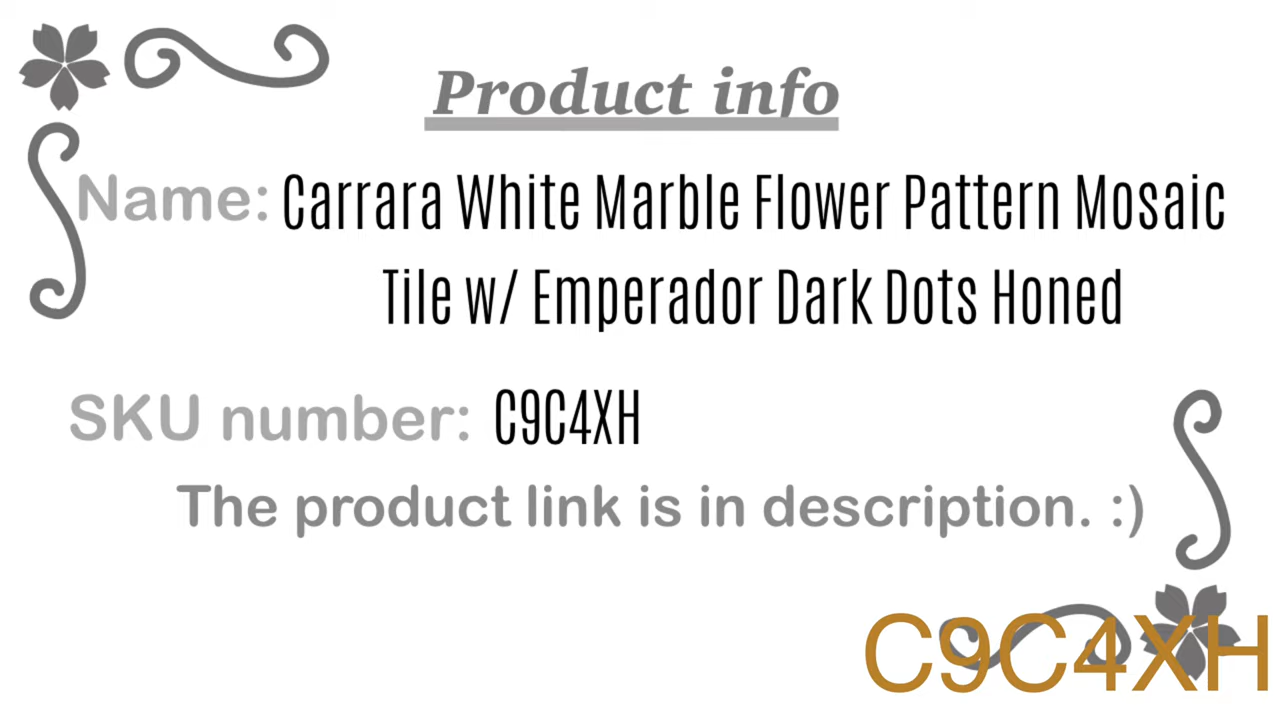 Product info
Name: Carrara White Marble Flower Pattern Mosaic
Tile w/ Emperador Dark Dots Honed
SKU number: C9C4XH
The product link is in description. :)
C9C4XH